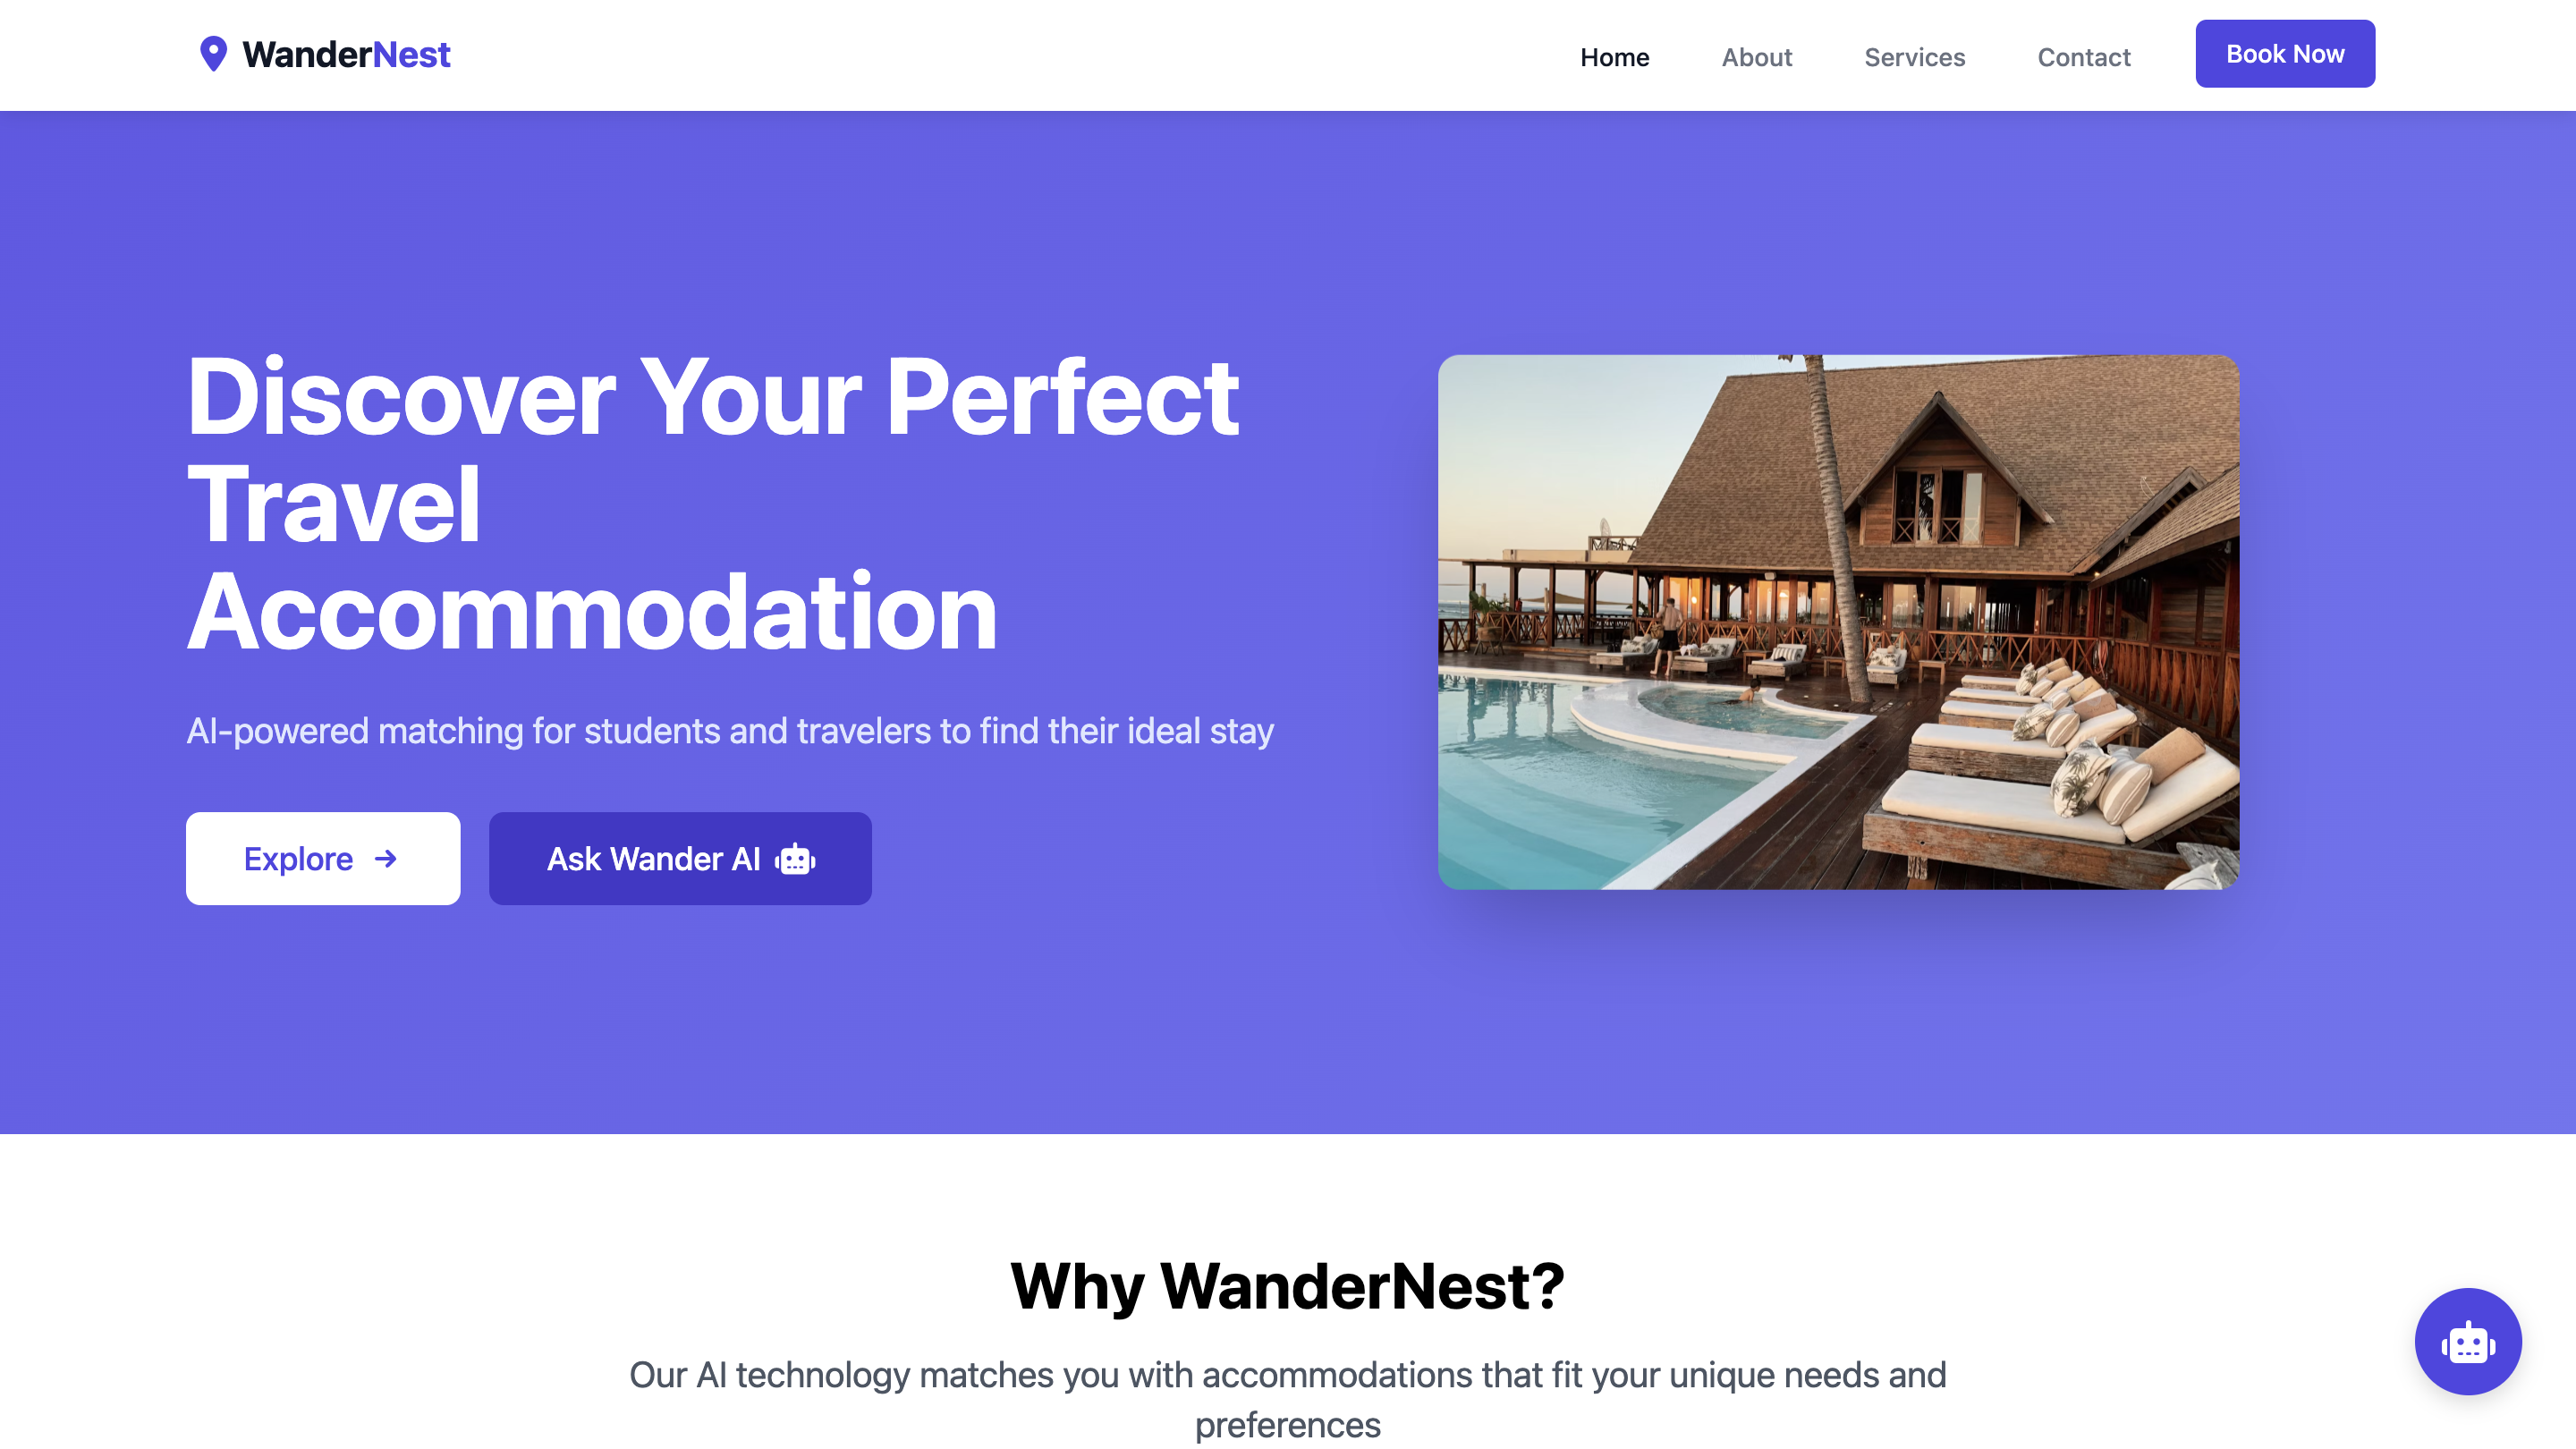 WanderNest
Home
About
Services
Contact
Book Now
Discover Your Perfect
Travel
Accommodation
AI-powered matching for students and travelers to find their ideal stay
Explore →
Ask Wander AI
Why WanderNest?
Our AI technology matches you with accommodations that fit your unique needs and
preferences